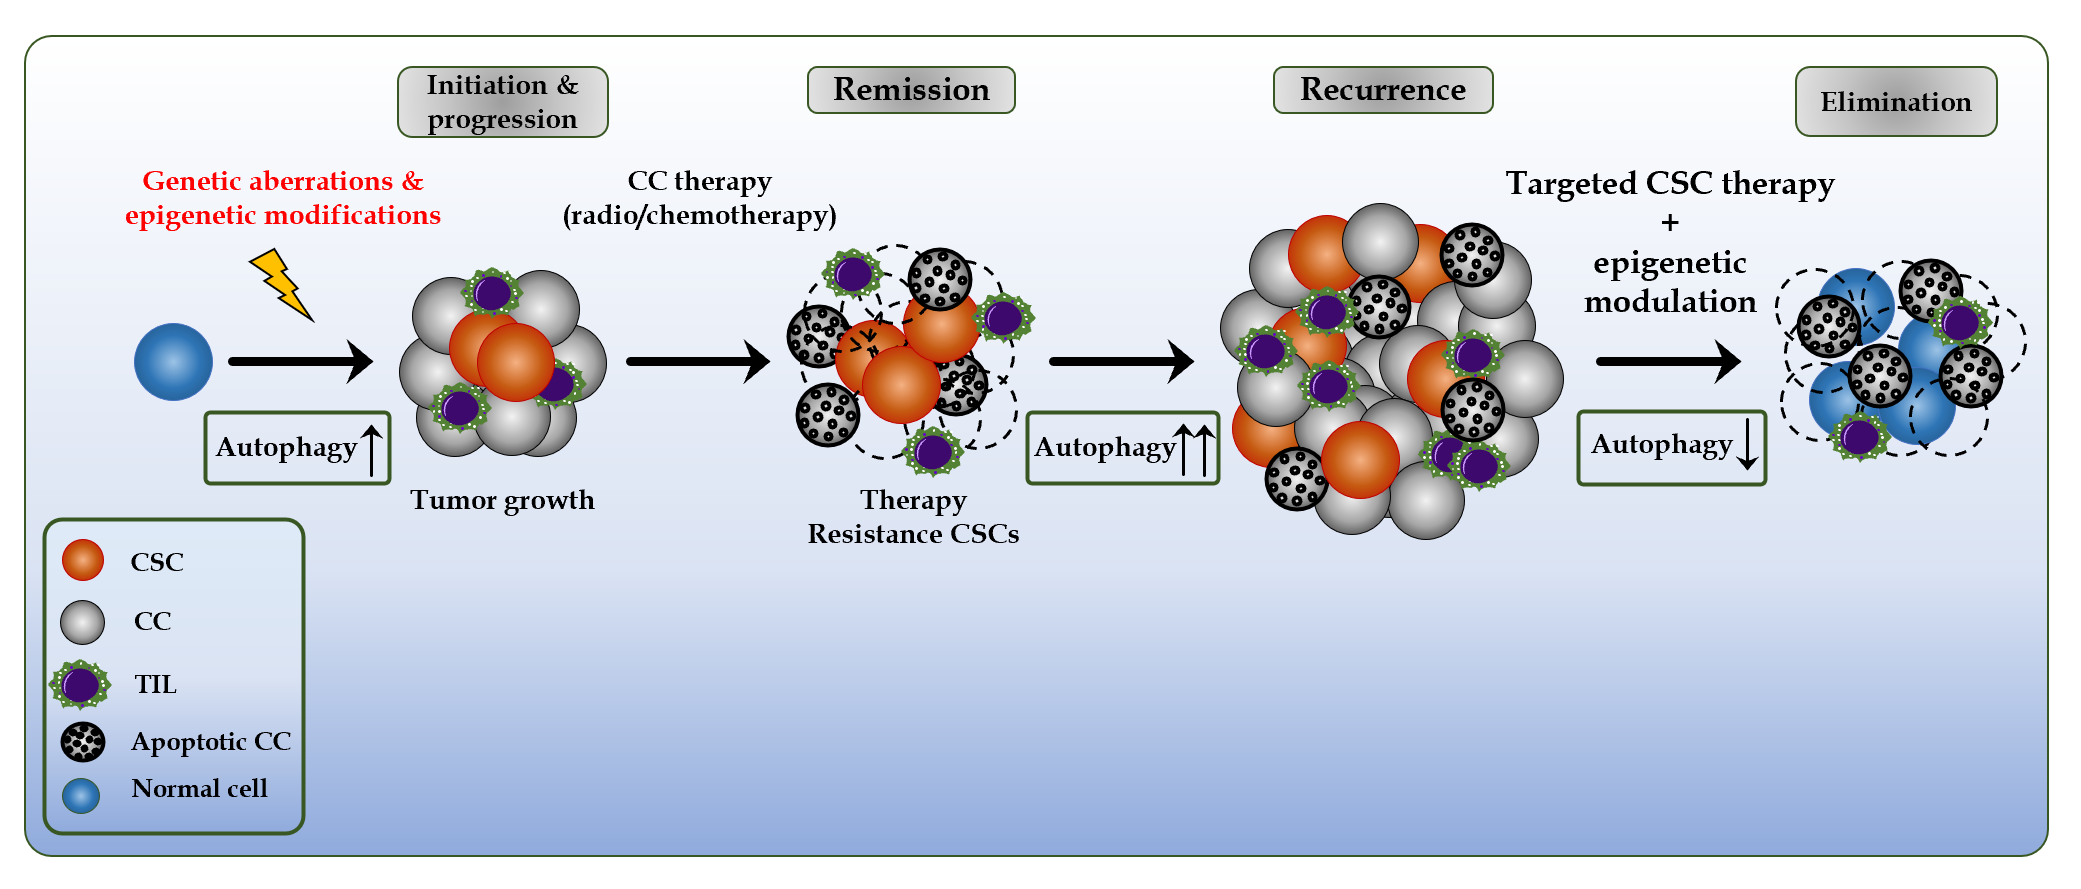 Initiation &
progression
Remission
Recurrence
Elimination
Genetic aberrations &
epigenetic modifications
CC therapy
(radio/chemotherapy)
Targeted CSC therapy
+
epigenetic
modulation
Autophagy
Autophagy
Autophagy
Tumor growth
Therapy
Resistance CSCs
CSC
CC
TIL
Apoptotic CC
Normal cell